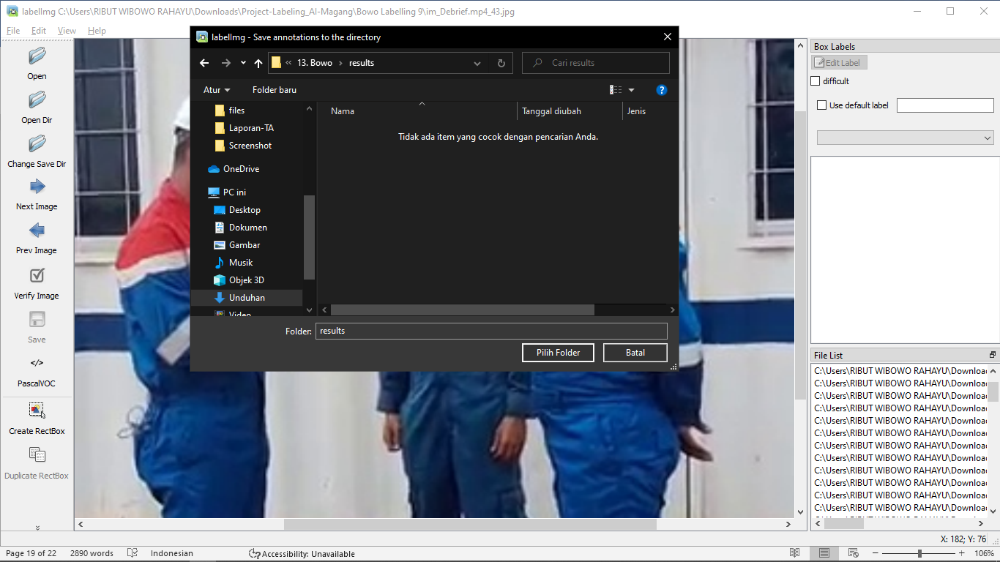 labelImg C:\Users\RIBUT WIBOWO RAHAYU\Downloads\Project-Labeling_AI-Magang\Bowo Labelling 9\im_Debrief.mp4_43.jpg
File Edit View Help
Open
Open Dir
Change Save Dir
Next Image
Prev Image
Verify Image
Save
</>
PascalVOC
Create RectBox
Duplicate RectBox
labelImg - Save annotations to the directory
« 13. Bowo > results
Cari results
Atur
Folder baru
files
Laporan-TA
Screenshot
OneDrive
PC ini
Desktop
Dokumen
Gambar
Musik
Objek 3D
Unduhan
Video
Nama Tanggal diubah Jenis
Tidak ada item yang cocok dengan pencarian Anda.
Folder: results
Pilih Folder Batal
Box Labels
Edit Label
difficult
Use default label
File List
C:\Users\RIBUT WIBOWO RAHAYU\Downloa
C:\Users\RIBUT WIBOWO RAHAYU\Downloa
C:\Users\RIBUT WIBOWO RAHAYU\Downloa
C:\Users\RIBUT WIBOWO RAHAYU\Downloa
C:\Users\RIBUT WIBOWO RAHAYU\Downloa
C:\Users\RIBUT WIBOWO RAHAYU\Downloa
C:\Users\RIBUT WIBOWO RAHAYU\Downloa
C:\Users\RIBUT WIBOWO RAHAYU\Downloa
C:\Users\RIBUT WIBOWO RAHAYU\Downloa
C:\Users\RIBUT WIBOWO RAHAYU\Downloa
C:\Users\RIBUT WIBOWO RAHAYU\Downloa
C:\Users\RIBUT WIBOWO RAHAYU\Downloa
X: 182; Y: 76
Page 19 of 22 2890 words Indonesian Accessibility: Unavailable 106%